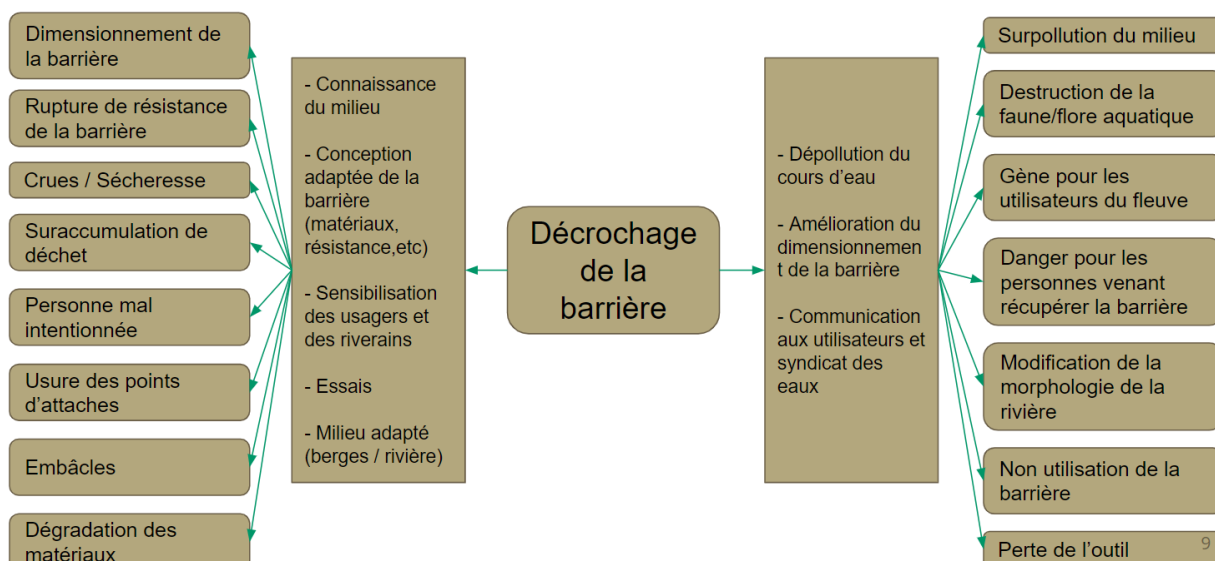 Dimensionnement de
la barrière
Rupture de résistance
de la barrière
Crues / Sécheresse
Suraccumulation de
déchet
Personne mal
intentionnée
Usure des points
d'attaches
Embâcles
Dégradation des
matériaux
- Connaissance
du milieu
- Conception
adaptée de la
barrière
(matériaux,
résistance,etc)
- Sensibilisation
des usagers et
des riverains
- Essais
- Milieu adapté
(berges / rivière)
Décrochage
de la
barrière
- Dépollution du
cours d'eau
- Amélioration du
dimensionnemen
t de la barrière
- Communication
aux utilisateurs et
syndicat des
eaux
Surpollution du milieu
Destruction de la
faune/flore aquatique
Gène pour les
utilisateurs du fleuve
Danger pour les
personnes venant
récupérer la barrière
Modification de la
morphologie de la
rivière
Non utilisation de la
barrière
Perte de l'outil
9